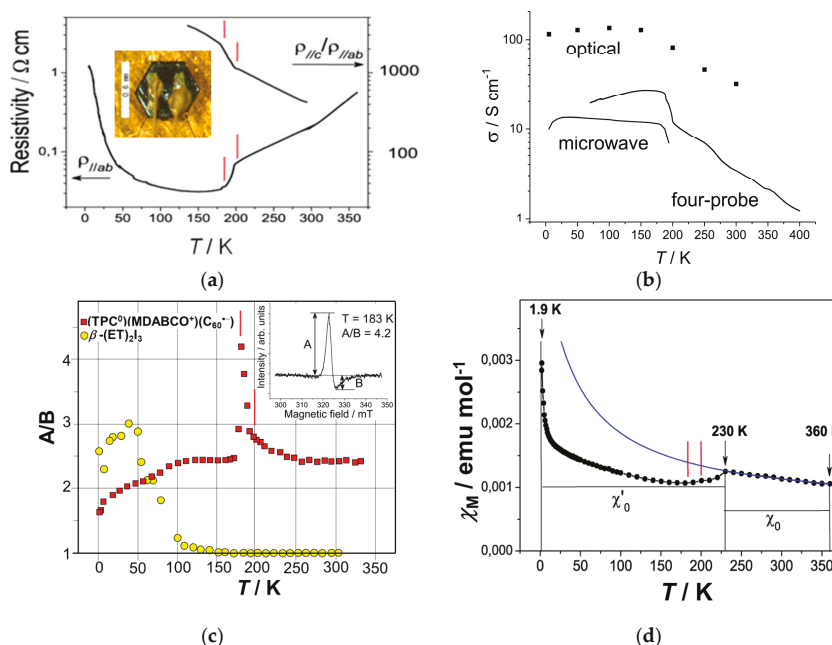 Resistivity / Ω cm
1
0,1
ρ//ab
0.6 mm
ρ//c/ρ//ab
1000
100
0 50 100 150 200 250 300 350
T / K
(a)
σ / S cm⁻¹
100
10
1
optical
microwave
four-probe
0 50 100 150 200 250 300 350 400
T / K
(b)
A/B
4
3
2
1
(TPC⁰)(MDABCO⁺)(C₆₀•⁻)
β-(ET)₂I₃
Intensity / arb. units
A
B
T = 183 K
A/B = 4.2
300 320 340
Magnetic field / mT
0 50 100 150 200 250 300 350
T / K
(c)
χM / emu mol⁻¹
0,003
0,002
0,001
0,000
1.9 K
230 K
360 K
χ'₀
χ₀
0 50 100 150 200 250 300 350
T / K
(d)